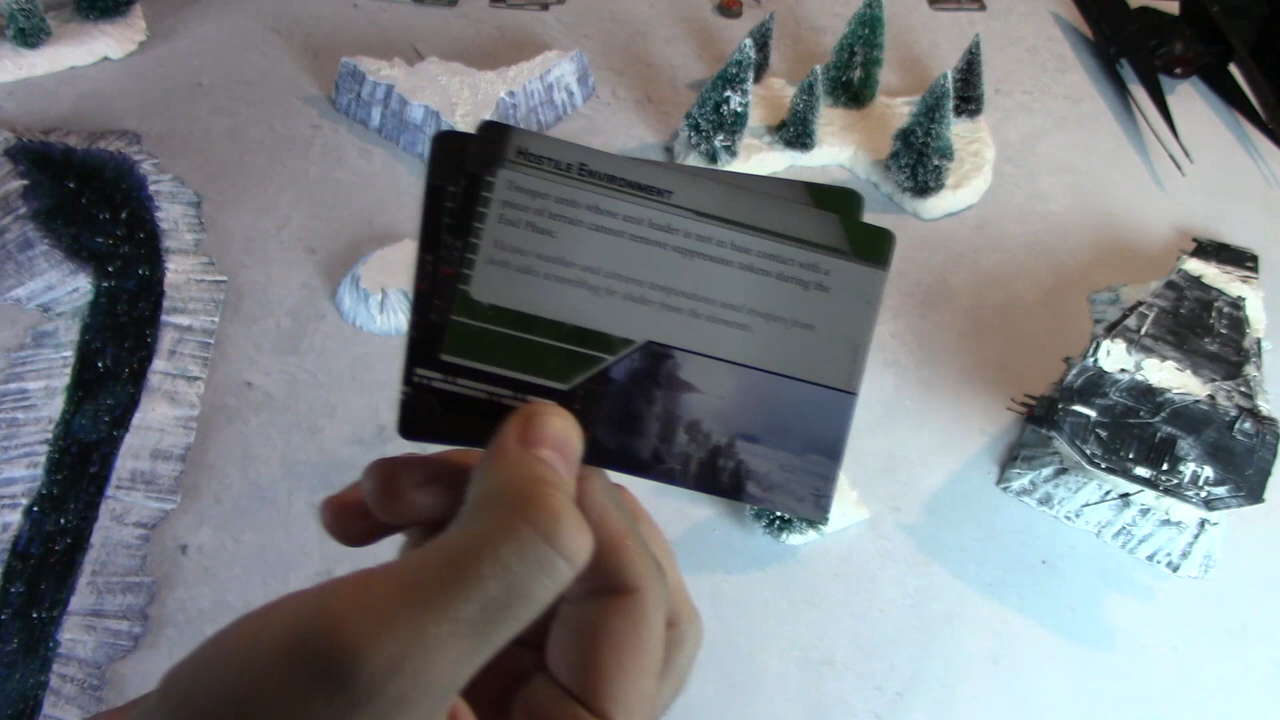 HOSTILE ENVIRONMENT
Trooper units whose unit leader is not in base contact with a
piece of terrain cannot remove suppression tokens during the
End Phase.
Vicious weather and extreme temperatures send troopers from
both sides scrambling for shelter from the elements.